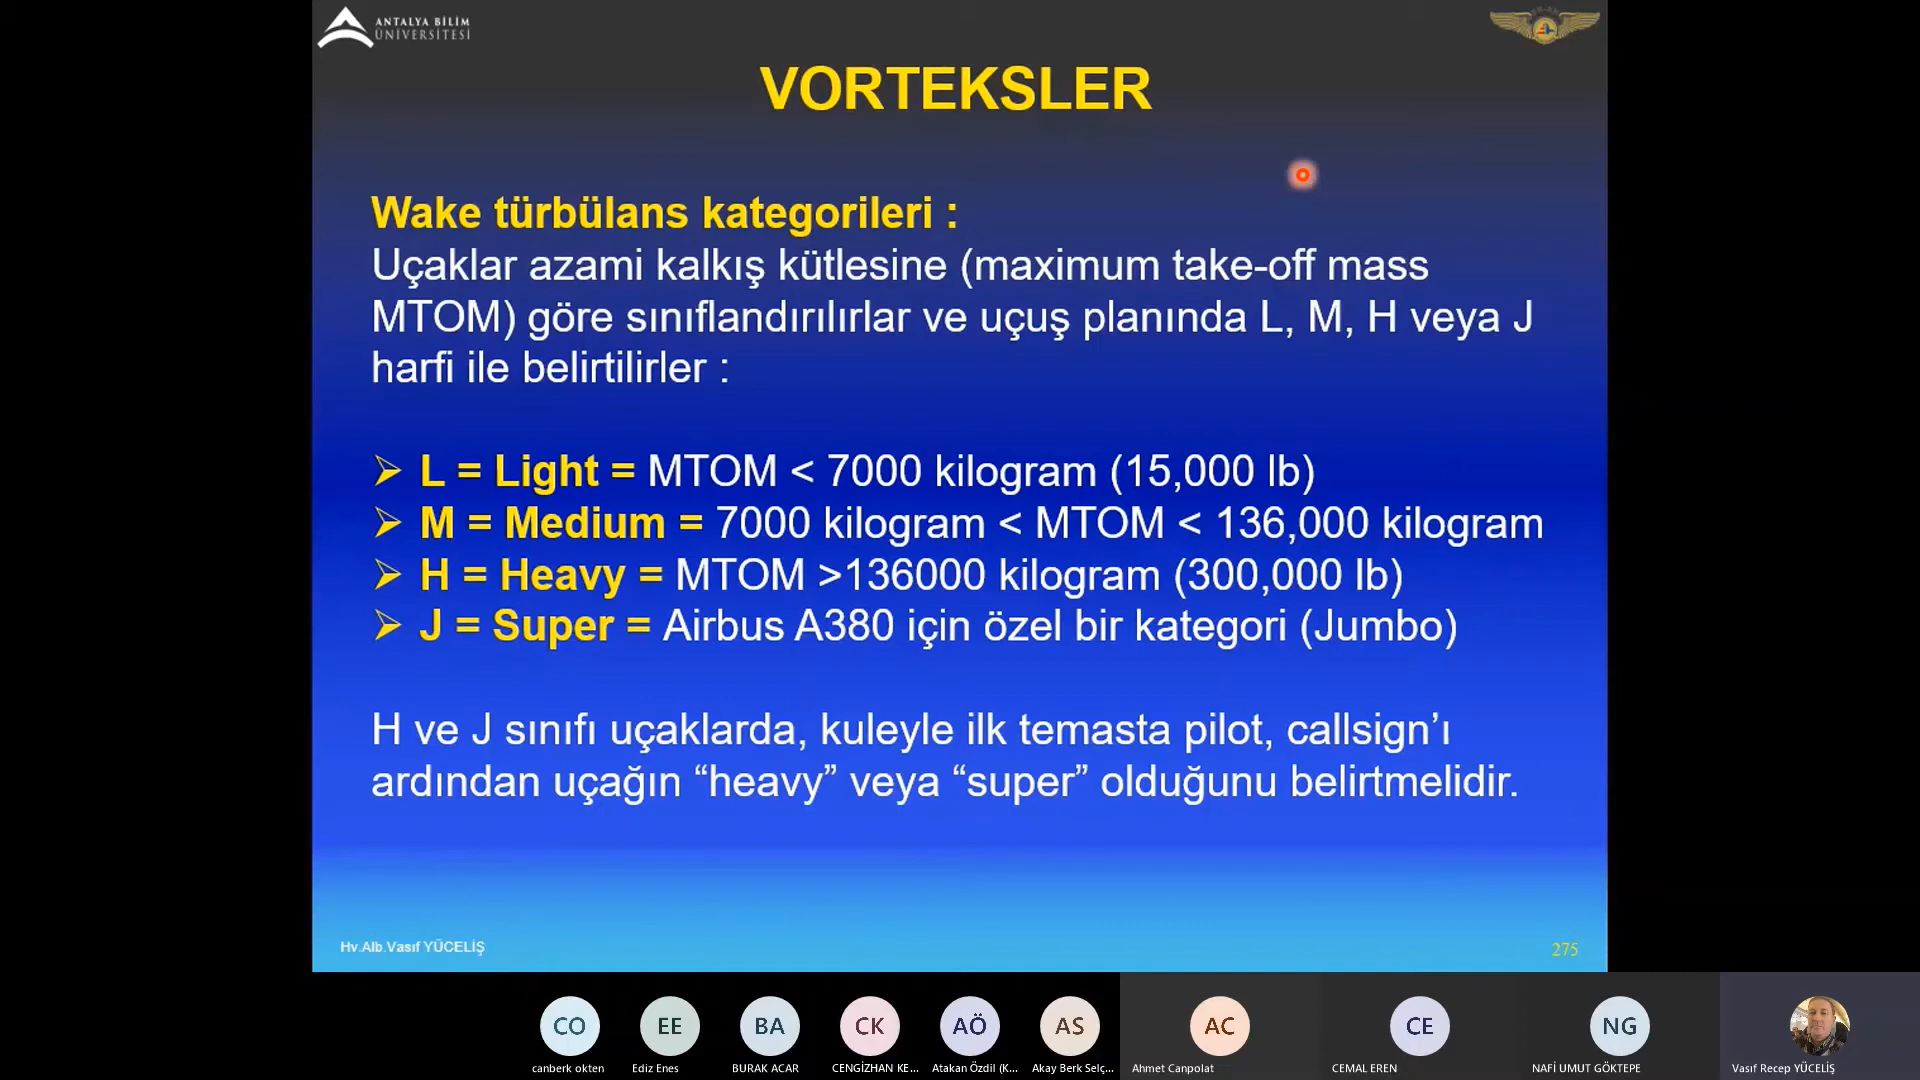 ANTALYA BİLİM
ÜNİVERSİTESİ
VORTEKSLER
Wake türbülans kategorileri :
Uçaklar azami kalkış kütlesine (maximum take-off mass
MTOM) göre sınıflandırılırlar ve uçuş planında L, M, H veya J
harfi ile belirtilirler :
➢ L = Light = MTOM < 7000 kilogram (15,000 lb)
➢ M = Medium = 7000 kilogram < MTOM < 136,000 kilogram
➢ H = Heavy = MTOM >136000 kilogram (300,000 lb)
➢ J = Super = Airbus A380 için özel bir kategori (Jumbo)
H ve J sınıfı uçaklarda, kuleyle ilk temasta pilot, callsign’ı
ardından uçağın “heavy” veya “super” olduğunu belirtmelidir.
Hv.Alb.Vasıf YÜCELİŞ
275
CO EE BA CK AÖ AS AC CE NG
canberk okten Ediz Enes BURAK ACAR CENGİZHAN KE... Atakan Özdil (K... Akay Berk Selç... Ahmet Canpolat CEMAL EREN NAFİ UMUT GÖKTEPE Vasıf Recep YÜCELİŞ